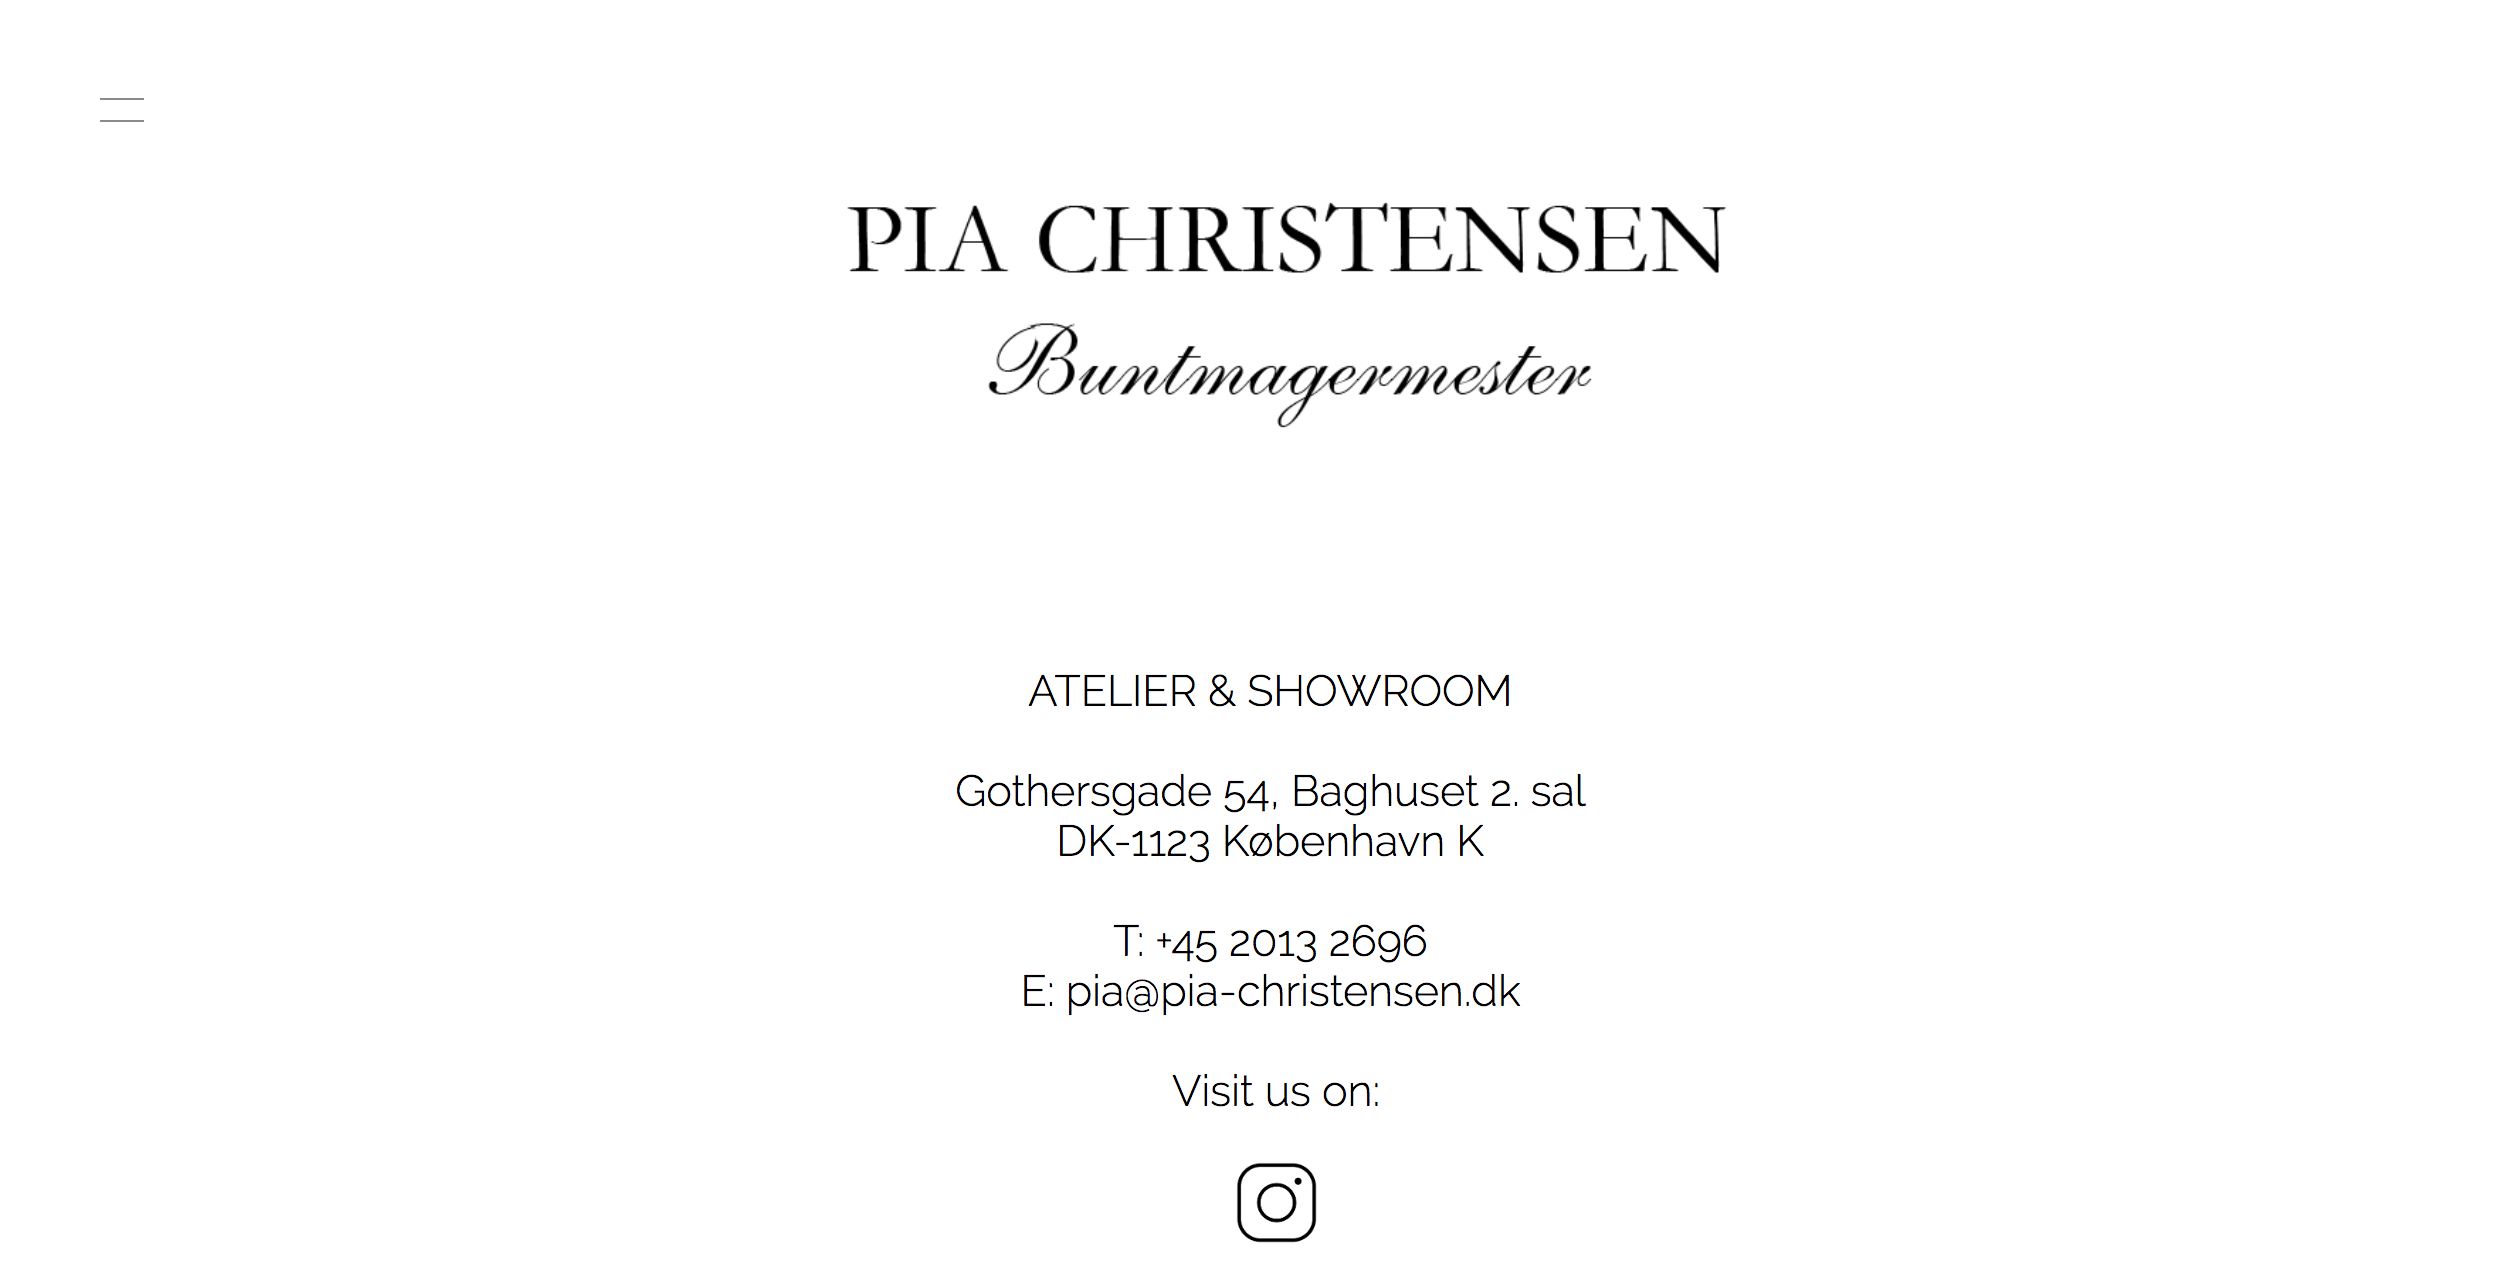 PIA CHRISTENSEN
Buntmagermester
ATELIER & SHOWROOM
Gothersgade 54, Baghuset 2. sal
DK-1123 København K
T: +45 2013 2696
E: pia@pia-christensen.dk
Visit us on: